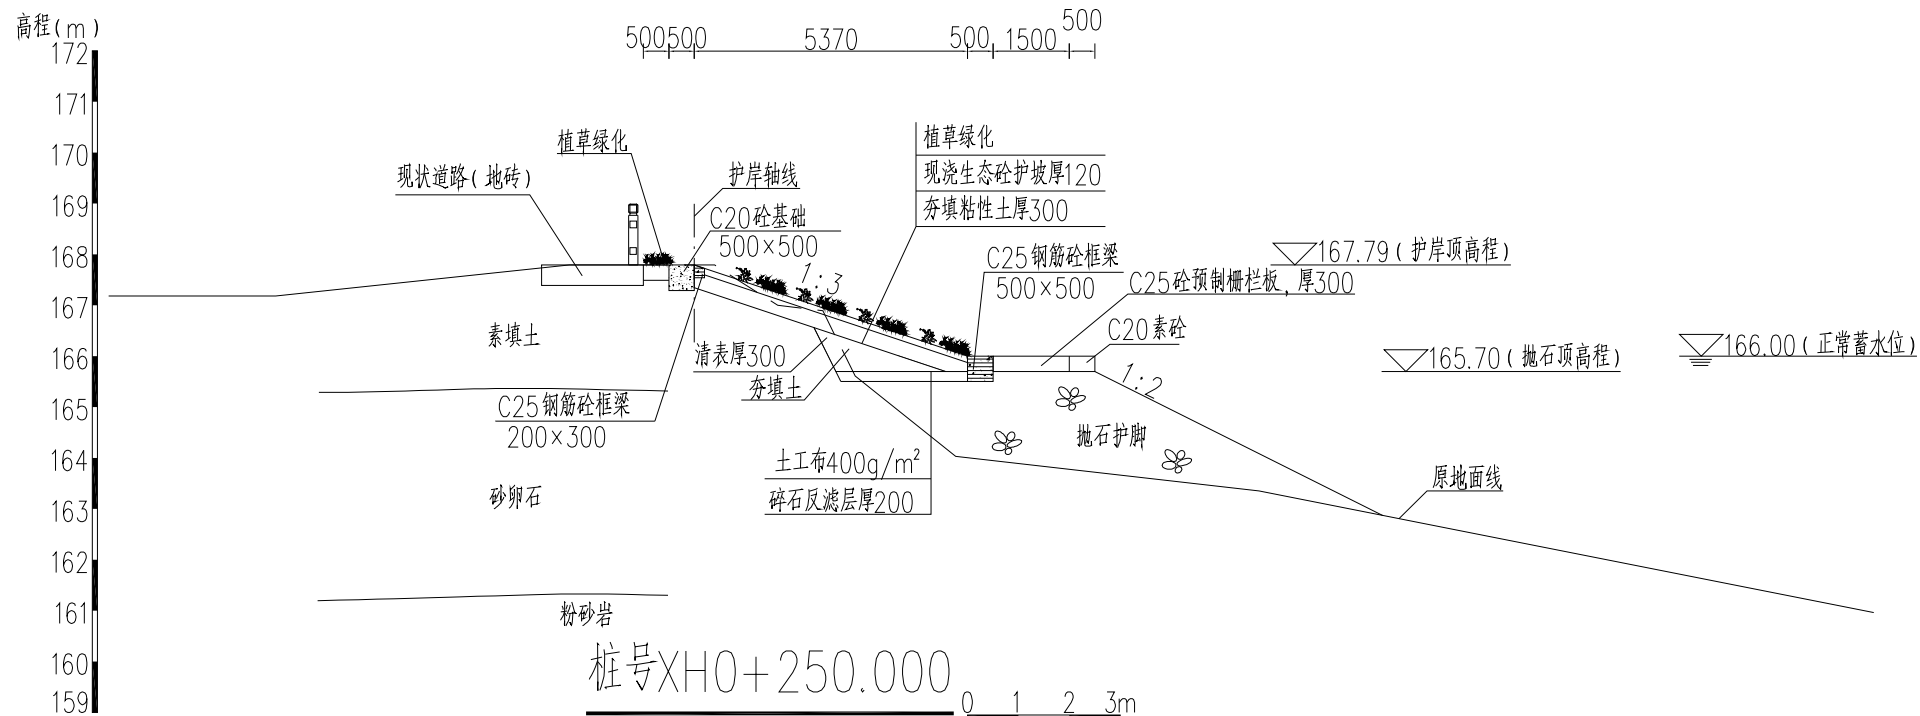 高程(m)
500
500
5370
500
1500
500
172
171
170
169
168
167
166
165
164
163
162
161
160
159
植草绿化
现状道路(地砖)
护岸轴线
C20砼基础
500×500
植草绿化
现浇生态砼护坡厚120
夯填粘性土厚300
1:3
C25钢筋砼框梁
500×500
C25砼预制栅栏板,厚300
C20素砼
167.79(护岸顶高程)
165.70(抛石顶高程)
166.00(正常蓄水位)
素填土
清表厚300
夯填土
1:2
C25钢筋砼框梁
200×300
抛石护脚
土工布400g/m²
碎石反滤层厚200
原地面线
砂卵石
粉砂岩
桩号XH0+250.000
0 1 2 3m